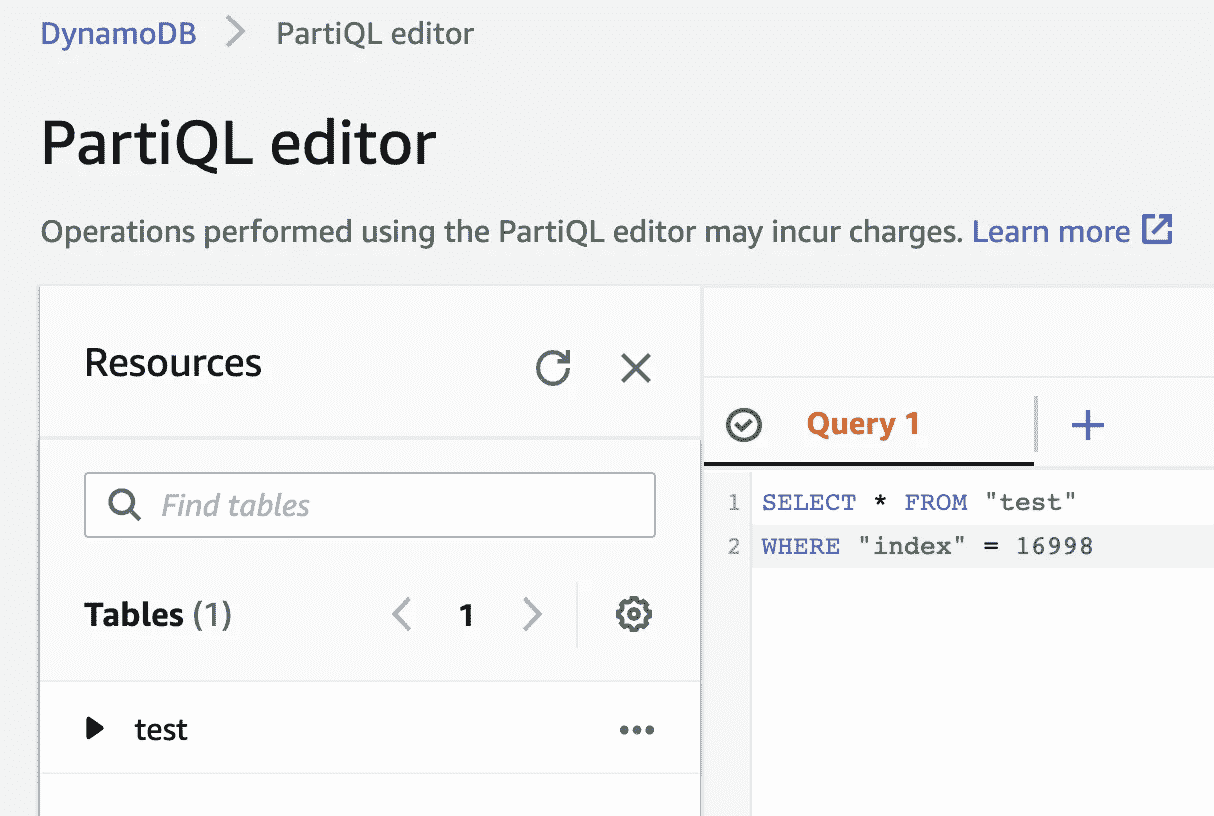 DynamoDB > PartiQL editor
PartiQL editor
Operations performed using the PartiQL editor may incur charges. Learn more
Resources
Find tables
Tables (1)
1
test
Query 1
1 SELECT * FROM "test"
2 WHERE "index" = 16998